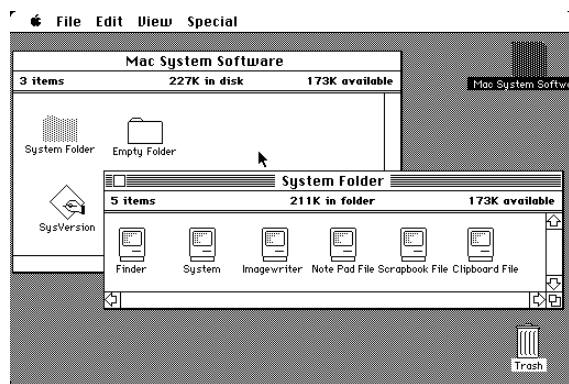 File Edit View Special
Mac System Software
3 items 227K in disk 173K available
Mac System Softw
System Folder Empty Folder
SysVersion
System Folder
5 items 211K in folder 173K available
Finder System Imagewriter Note Pad File Scrapbook File Clipboard File
Trash